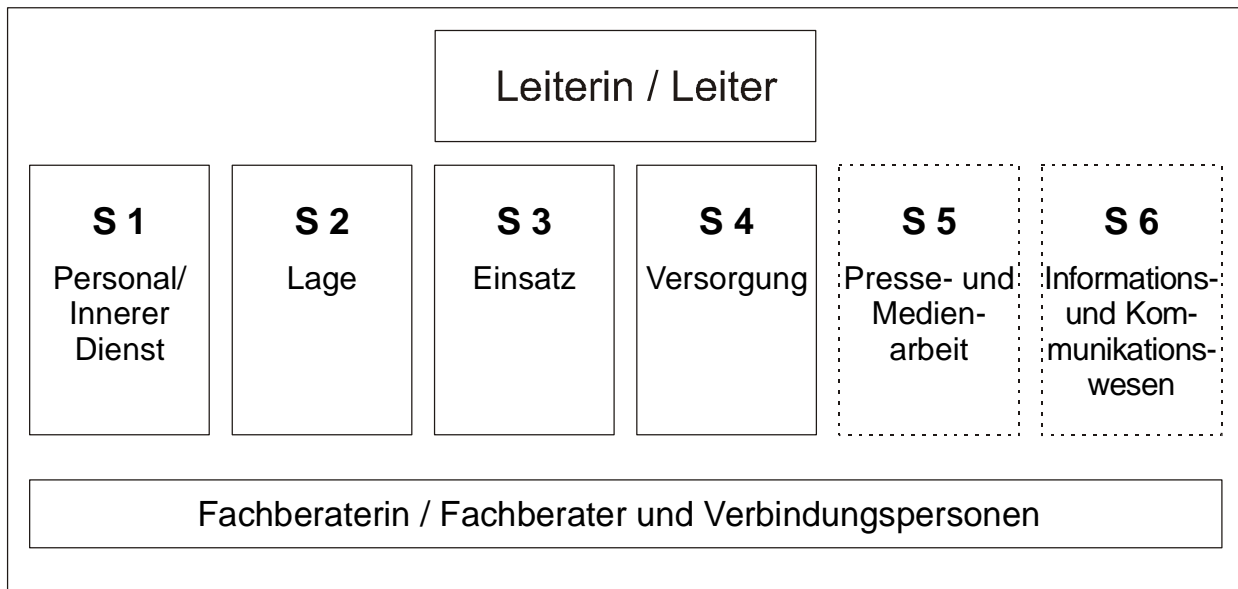 Leiterin / Leiter
S 1
Personal/
Innerer
Dienst
S 2
Lage
S 3
Einsatz
S 4
Versorgung
S 5
Presse- und
Medien-
arbeit
S 6
Informations-
und Kom-
munikations-
wesen
Fachberaterin / Fachberater und Verbindungspersonen